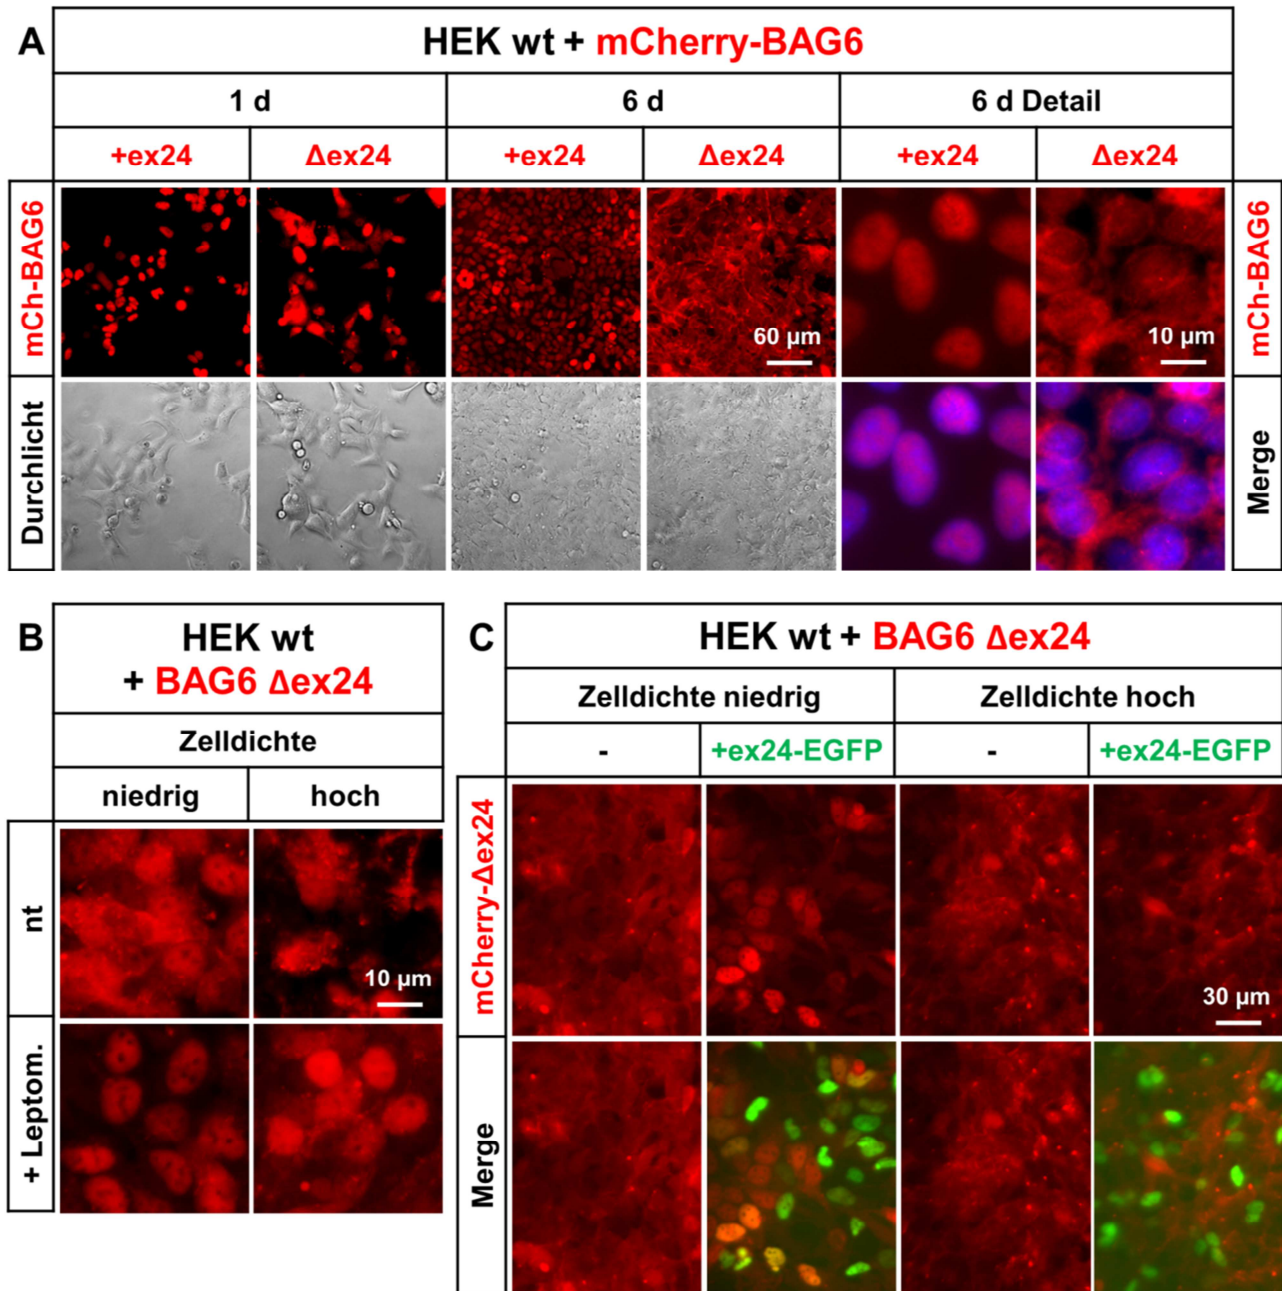 A
HEK wt + mCherry-BAG6
1 d
6 d
6 d Detail
+ex24
Δex24
+ex24
Δex24
+ex24
Δex24
mCh-BAG6
60 µm
10 µm
mCh-BAG6
Durchlicht
Merge
B
HEK wt
+ BAG6 Δex24
Zelldichte
niedrig
hoch
nt
10 µm
+ Leptom.
C
HEK wt + BAG6 Δex24
Zelldichte niedrig
Zelldichte hoch
-
+ex24-EGFP
-
+ex24-EGFP
mCherry-Δex24
30 µm
Merge